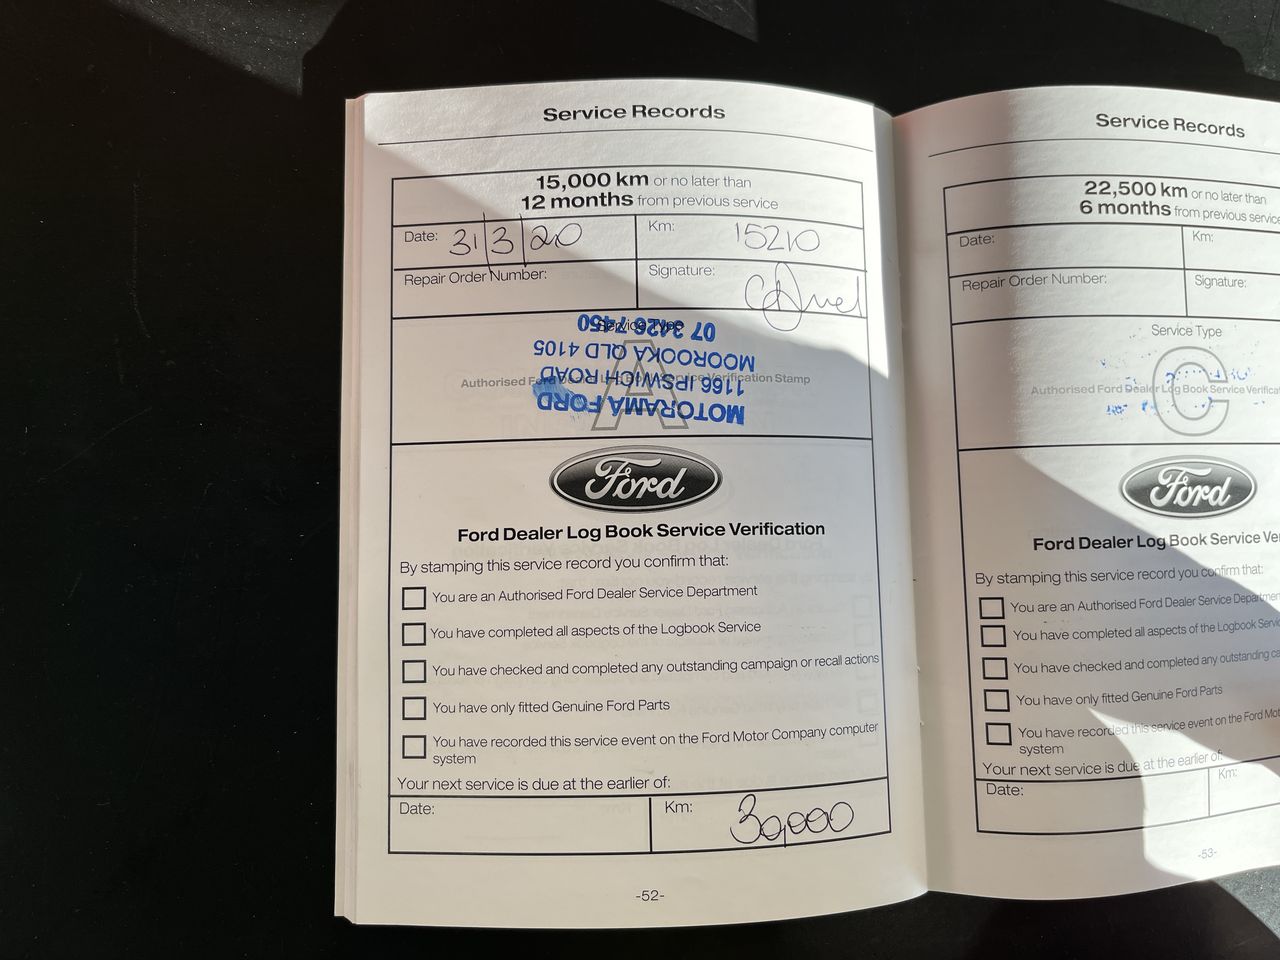 Service Records
15,000 km or no later than
12 months from previous service
Date: 31 3 20
Km: 15210
Repair Order Number:
Signature:
Service Type
A
Authorised Ford Dealer Log Book Service Verification Stamp
MOTORAMA FORD
1166 IPSWICH ROAD
MOOROOKA QLD 4105
07 3426 7450
Ford
Ford Dealer Log Book Service Verification
By stamping this service record you confirm that:
You are an Authorised Ford Dealer Service Department
You have completed all aspects of the Logbook Service
You have checked and completed any outstanding campaign or recall actions
You have only fitted Genuine Ford Parts
You have recorded this service event on the Ford Motor Company computer
system
Your next service is due at the earlier of:
Date:
Km: 30,000
-52-
Service Records
22,500 km or no later than
6 months from previous service
Date:
Km:
Repair Order Number:
Signature:
Service Type
C
Authorised Ford Dealer Log Book Service
Ford
Ford Dealer Log Book Service
By stamping this service record you confirm that:
You are an Authorised Ford Dealer Service
You have completed all aspects of the Logbook
You have checked and completed any outstanding
You have only fitted Genuine Ford Parts
You have recorded this service event on the Ford
system
Your next service is due at the earlier of:
Date:
Km:
-53-